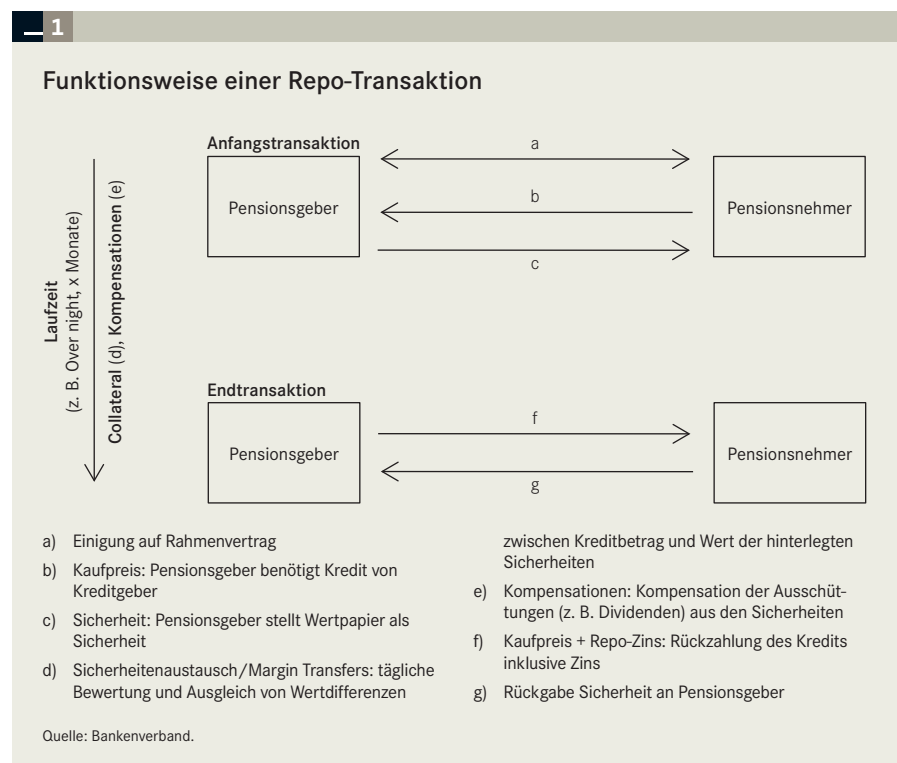 1
Funktionsweise einer Repo-Transaktion
Laufzeit
(z. B. Over night, x Monate)
Collateral (d), Kompensationen (e)
Anfangstransaktion
Pensionsgeber
a
b
c
Pensionsnehmer
Endtransaktion
Pensionsgeber
f
g
Pensionsnehmer
a) Einigung auf Rahmenvertrag
b) Kaufpreis: Pensionsgeber benötigt Kredit von
Kreditgeber
c) Sicherheit: Pensionsgeber stellt Wertpapier als
Sicherheit
d) Sicherheitenaustausch/Margin Transfers: tägliche
Bewertung und Ausgleich von Wertdifferenzen
zwischen Kreditbetrag und Wert der hinterlegten
Sicherheiten
e) Kompensationen: Kompensation der Ausschüt-
tungen (z. B. Dividenden) aus den Sicherheiten
f) Kaufpreis + Repo-Zins: Rückzahlung des Kredits
inklusive Zins
g) Rückgabe Sicherheit an Pensionsgeber
Quelle: Bankenverband.